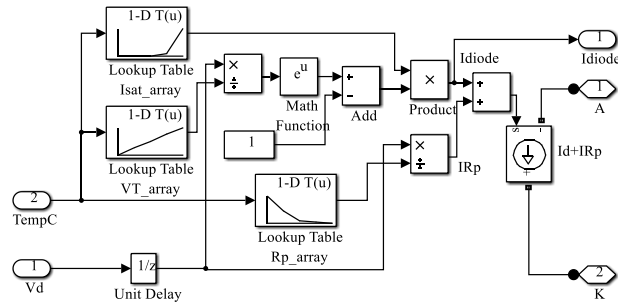 1-D T(u)
Lookup Table
Isat_array
×
÷
e^u
Math
Function
+
−
Add
×
Product
Idiode
+
+
1
Idiode
1
A
1-D T(u)
Lookup Table
VT_array
1
×
÷
IRp
s
-
+
Id+IRp
2
TempC
1-D T(u)
Lookup Table
Rp_array
1
Vd
1/z
Unit Delay
2
K